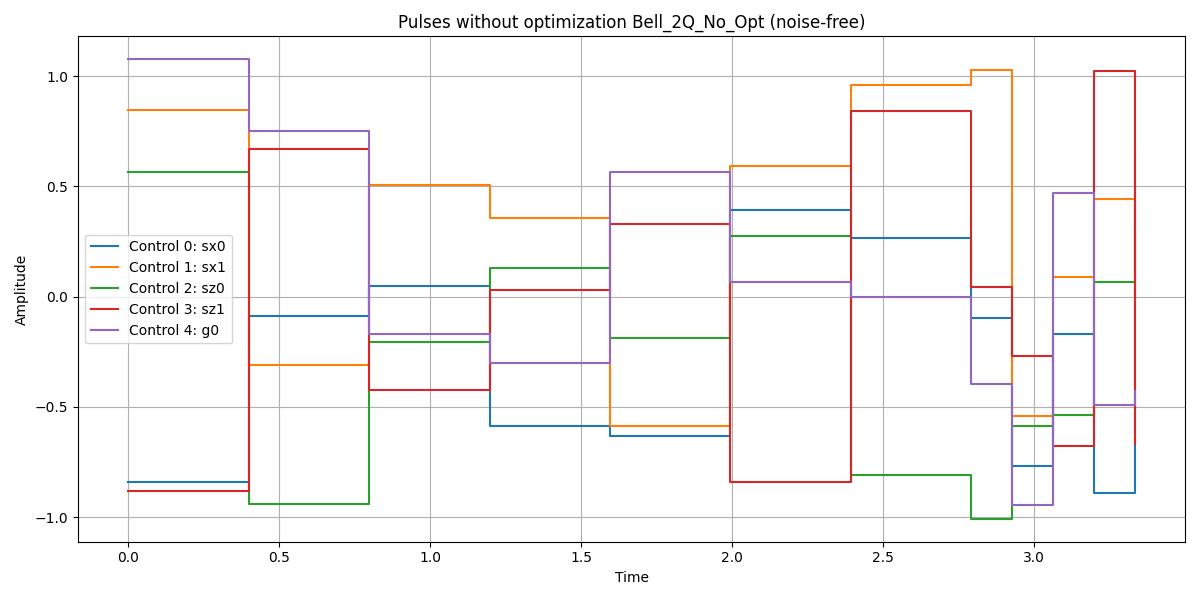 Pulses without optimization Bell_2Q_No_Opt (noise-free)
Amplitude
1.0
0.5
0.0
−0.5
−1.0
Control 0: sx0
Control 1: sx1
Control 2: sz0
Control 3: sz1
Control 4: g0
0.0 0.5 1.0 1.5 2.0 2.5 3.0
Time